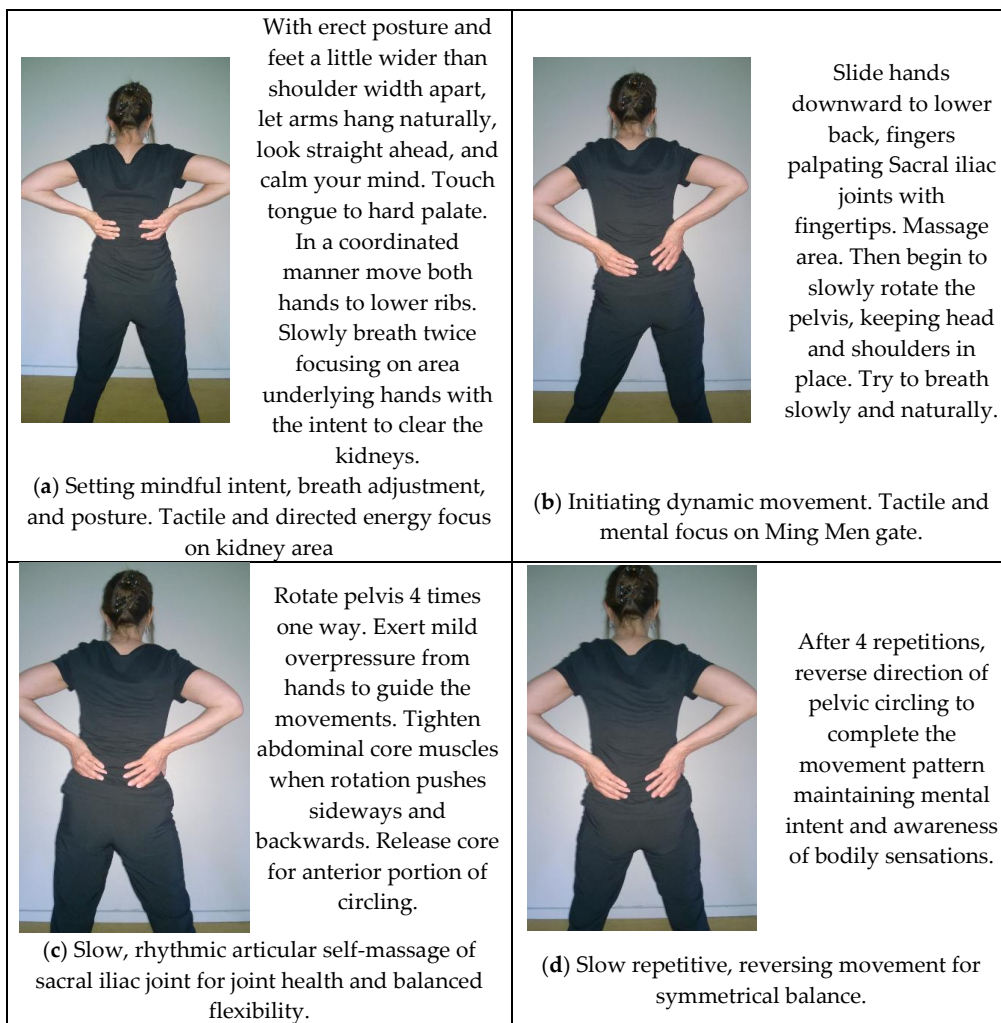 With erect posture and
feet a little wider than
shoulder width apart,
let arms hang naturally,
look straight ahead, and
calm your mind. Touch
tongue to hard palate.
In a coordinated
manner move both
hands to lower ribs.
Slowly breath twice
focusing on area
underlying hands with
the intent to clear the
kidneys.
(a) Setting mindful intent, breath adjustment,
and posture. Tactile and directed energy focus
on kidney area
Slide hands
downward to lower
back, fingers
palpating Sacral iliac
joints with
fingertips. Massage
area. Then begin to
slowly rotate the
pelvis, keeping head
and shoulders in
place. Try to breath
slowly and naturally.
(b) Initiating dynamic movement. Tactile and
mental focus on Ming Men gate.
Rotate pelvis 4 times
one way. Exert mild
overpressure from
hands to guide the
movements. Tighten
abdominal core muscles
when rotation pushes
sideways and
backwards. Release core
for anterior portion of
circling.
(c) Slow, rhythmic articular self-massage of
sacral iliac joint for joint health and balanced
flexibility.
After 4 repetitions,
reverse direction of
pelvic circling to
complete the
movement pattern
maintaining mental
intent and awareness
of bodily sensations.
(d) Slow repetitive, reversing movement for
symmetrical balance.